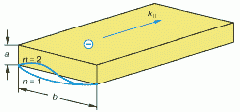 k||
a
n = 2
n = 1
b